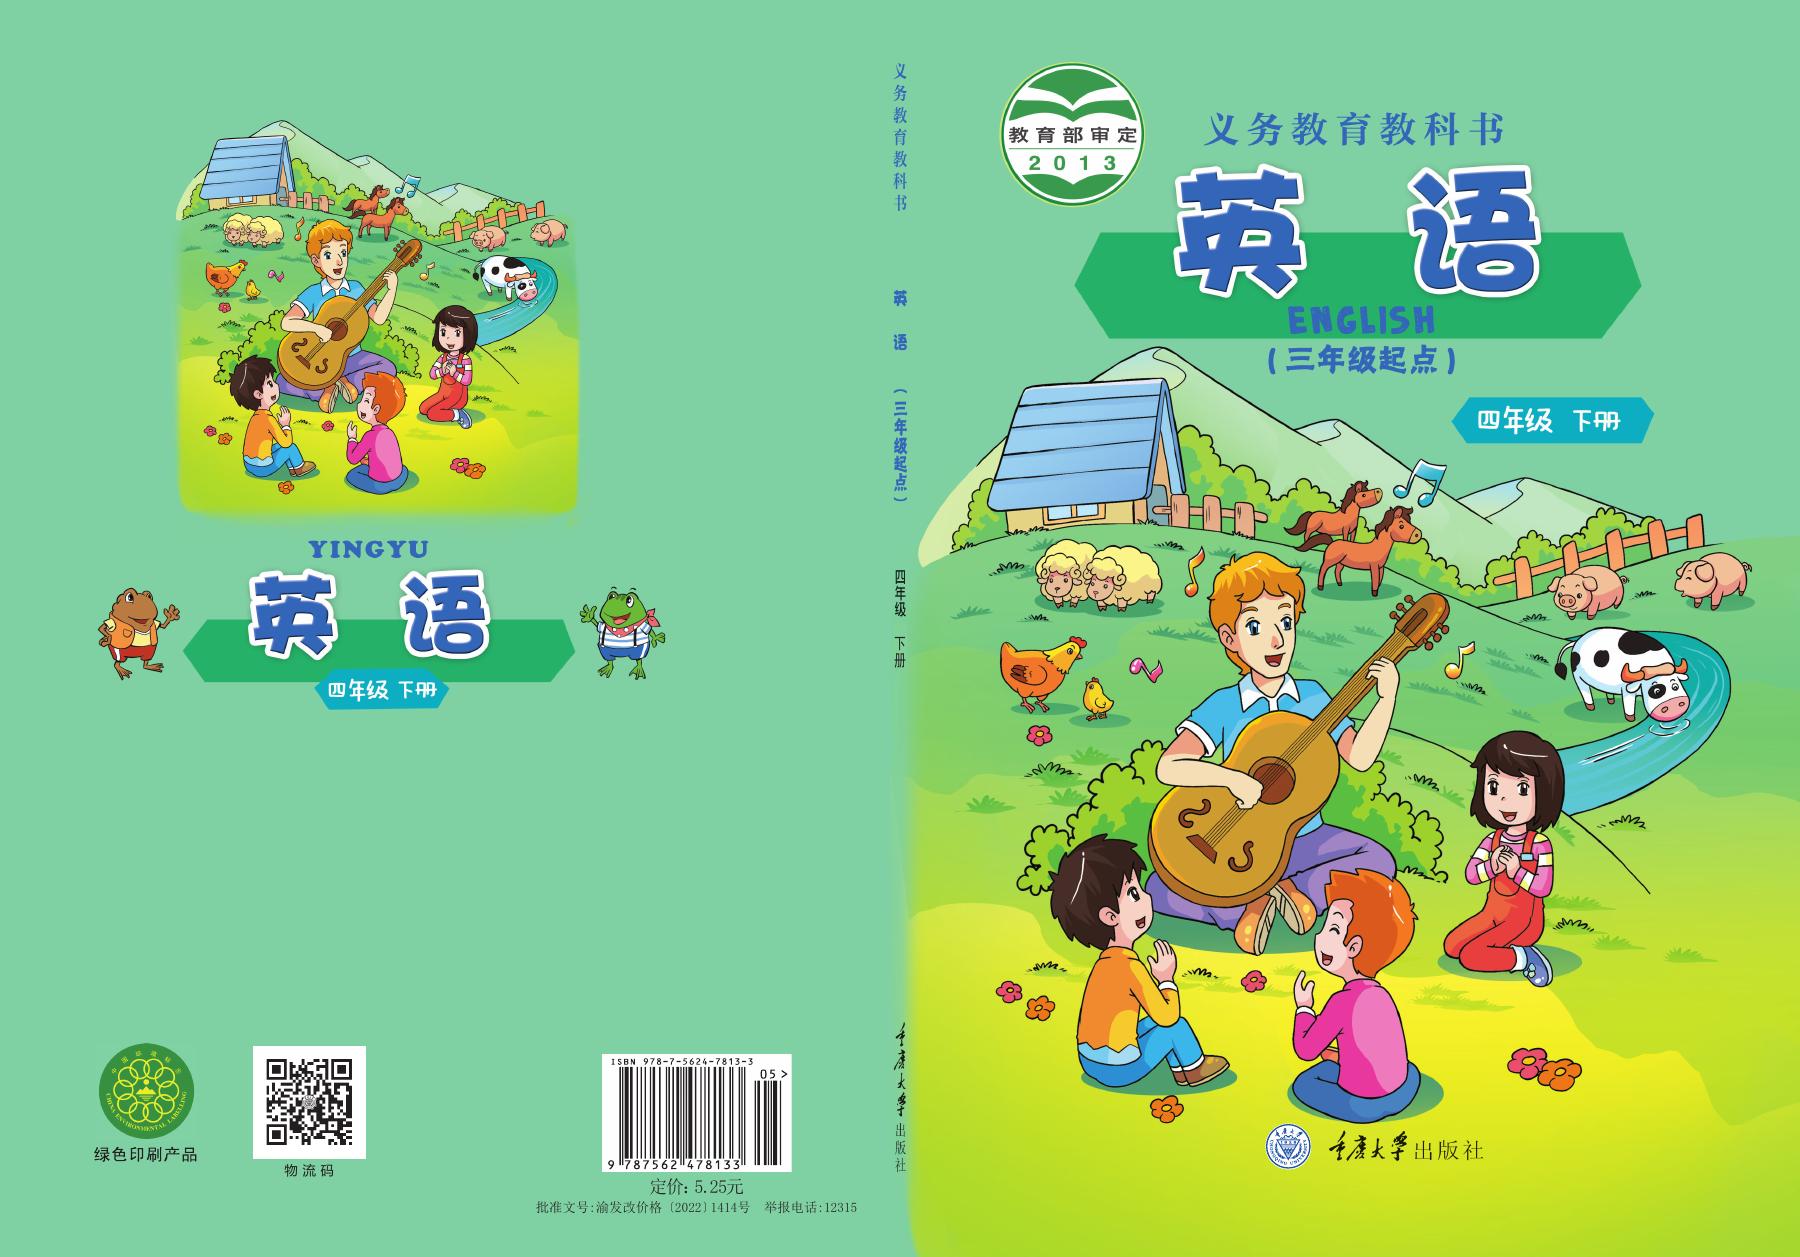 YINGYU
英 语
四年级 下册
CHINA ENVIRONMENTAL LABELLING
绿色印刷产品
物流码
ISBN 978-7-5624-7813-3
05 >
9 787562 478133
定价: 5.25元
批准文号:渝发改价格〔2022〕1414号 举报电话:12315
义务教育教科书
英 语
(三年级起点)
四年级 下册
重庆大学出版社
教育部审定
2013
义务教育教科书
英 语
ENGLISH
(三年级起点)
四年级 下册
重庆大学出版社